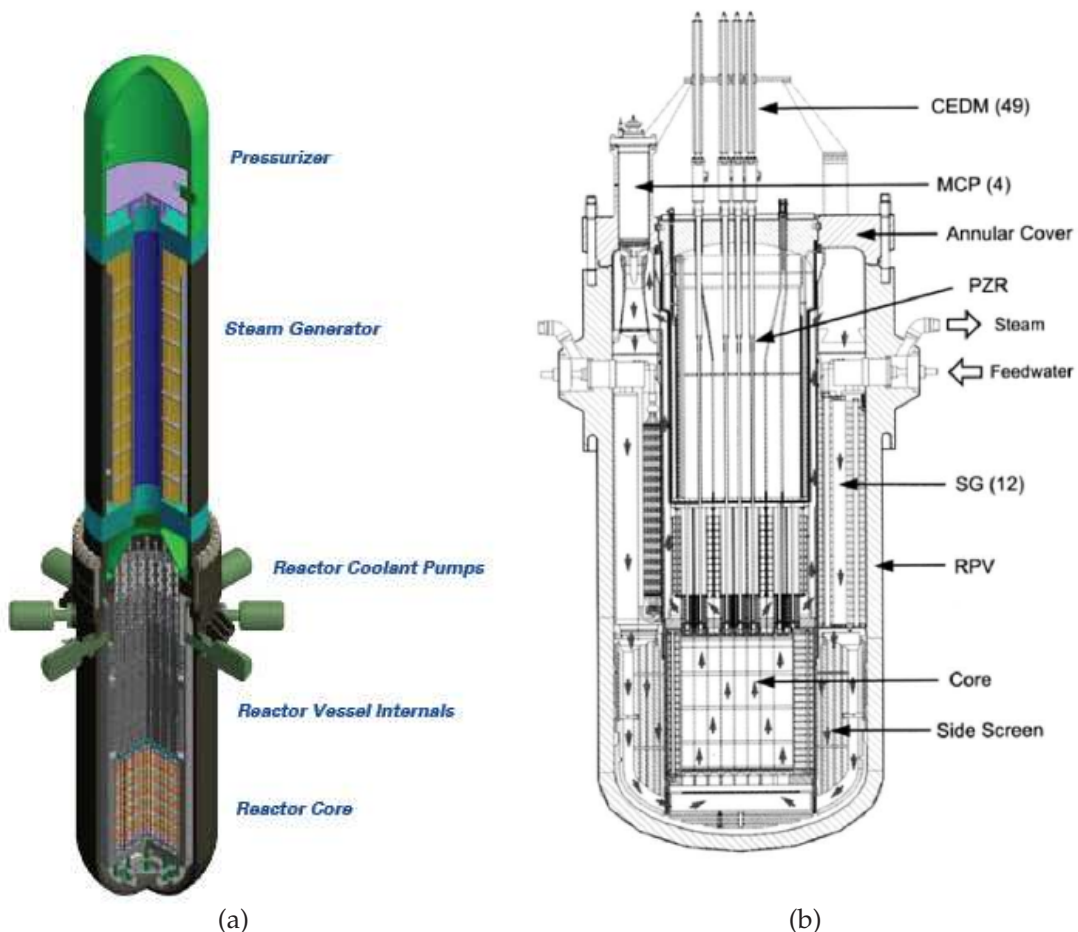 Pressurizer
Steam Generator
Reactor Coolant Pumps
Reactor Vessel Internals
Reactor Core
(a)
CEDM (49)
MCP (4)
Annular Cover
PZR
Steam
Feedwater
SG (12)
RPV
Core
Side Screen
(b)